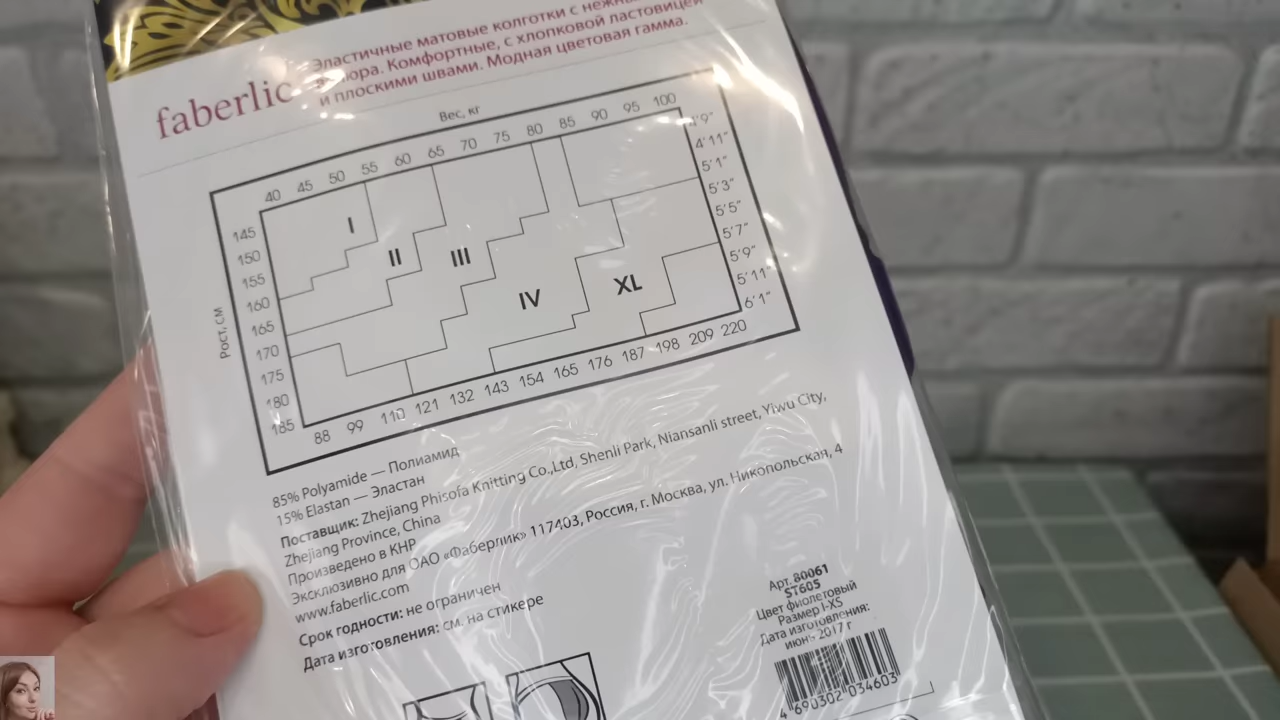 Эластичные матовые колготки с
Комфортные, с хлопковой ластовицей
и плоскими швами. Модная цветовая гамма.
faberlic
Вес, кг
40 45 50 55 60 65 70 75 80 85 90 95 100
Рост, см
145
150
155
160
165
170
175
180
185
I
II
III
IV
XL
4'11"
5'1"
5'3"
5'5"
5'7"
5'9"
5'11"
6'1"
88 99 110 121 132 143 154 165 176 187 198 209 220
85% Polyamide — Полиамид
15% Elastan — Эластан
Поставщик: Zhejiang Phisofa Knitting Co.,Ltd, Shenli Park, Niansanli street, Yiwu City,
Zhejiang Province, China
Произведено в КНР
Эксклюзивно для ОАО «Фаберлик» 117403, Россия, г. Москва, ул. Никопольская, 4
www.faberlic.com
Срок годности: не ограничен
Дата изготовления: см. на стикере
Арт. 80061
ST605
Цвет фиолетовый
Размер I-XS
Дата изготовления:
июнь 2017 г
4 690302 034603